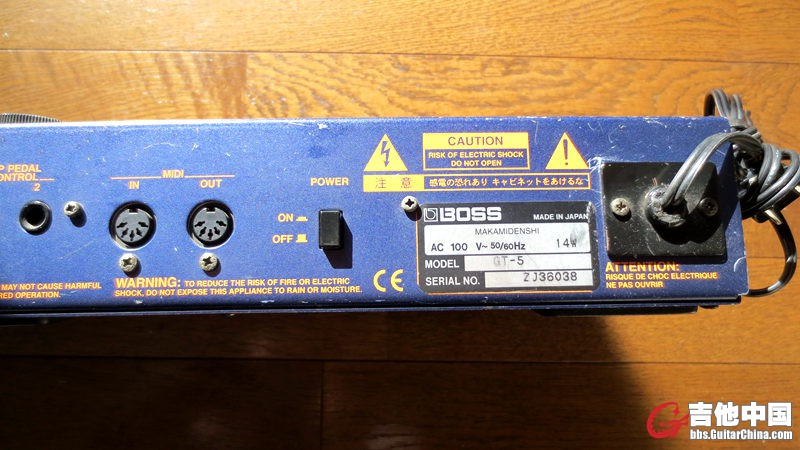 P PEDAL
ONTROL
2
MIDI
IN
OUT
POWER
ON
OFF
MAY NOT CAUSE HARMFUL
RED OPERATION.
WARNING: TO REDUCE THE RISK OF FIRE OR ELECTRIC
SHOCK, DO NOT EXPOSE THIS APPLIANCE TO RAIN OR MOISTURE.
CE
CAUTION
RISK OF ELECTRIC SHOCK
DO NOT OPEN
注 意
感電の恐れあり キャビネットをあけるな
BOSS
MADE IN JAPAN
MAKAMIDENSHI
AC 100 V~ 50/60Hz 14W
MODEL GT-5
SERIAL NO. ZJ36038
ATTENTION:
RISQUE DE CHOC ELECTRIQUE
NE PAS OUVRIR
吉他中国
bbs.GuitarChina.com